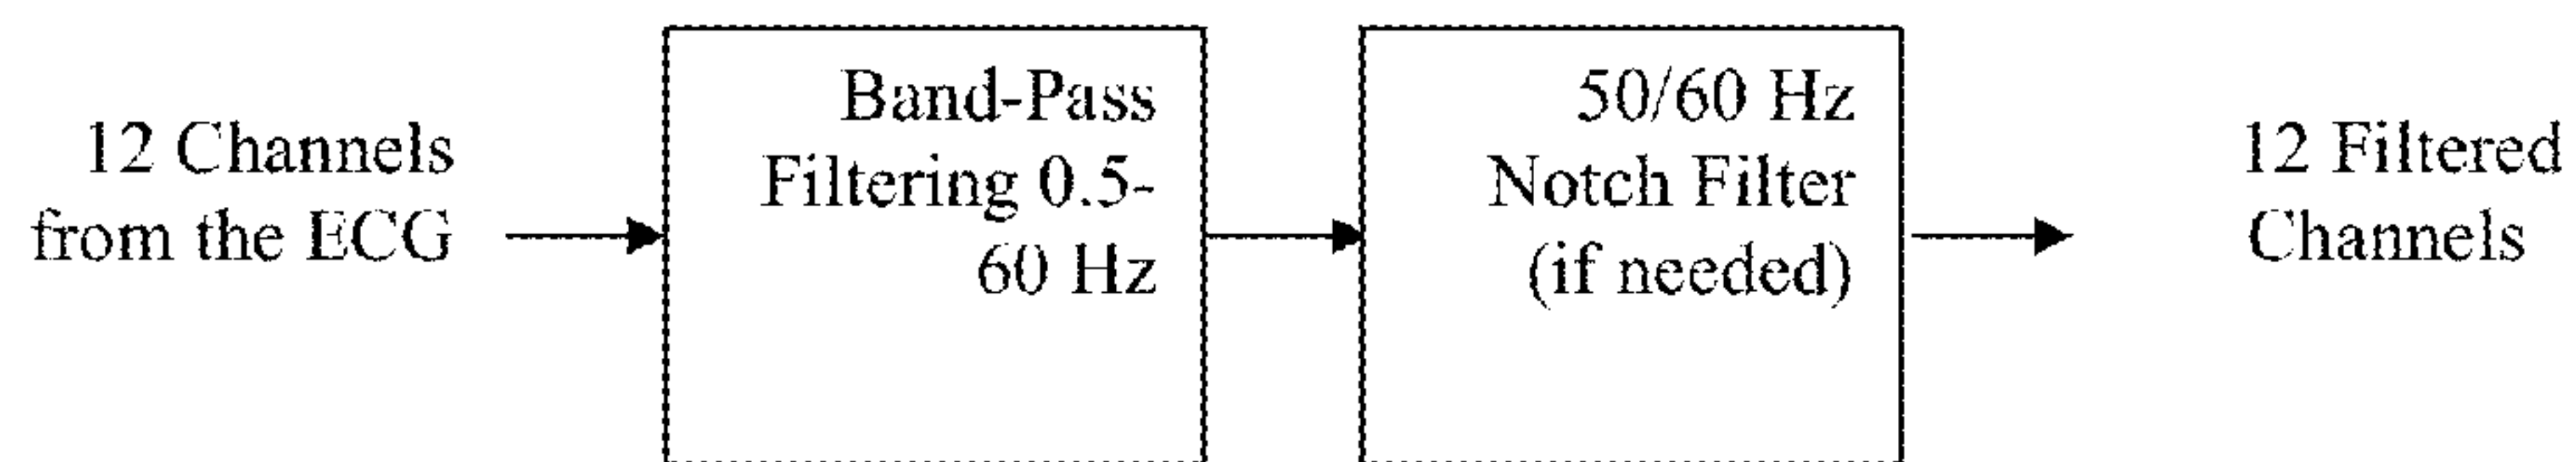 12 Channels
from the ECG
Band-Pass
Filtering 0.5-
60 Hz
50/60 Hz
Notch Filter
(if needed)
12 Filtered
Channels